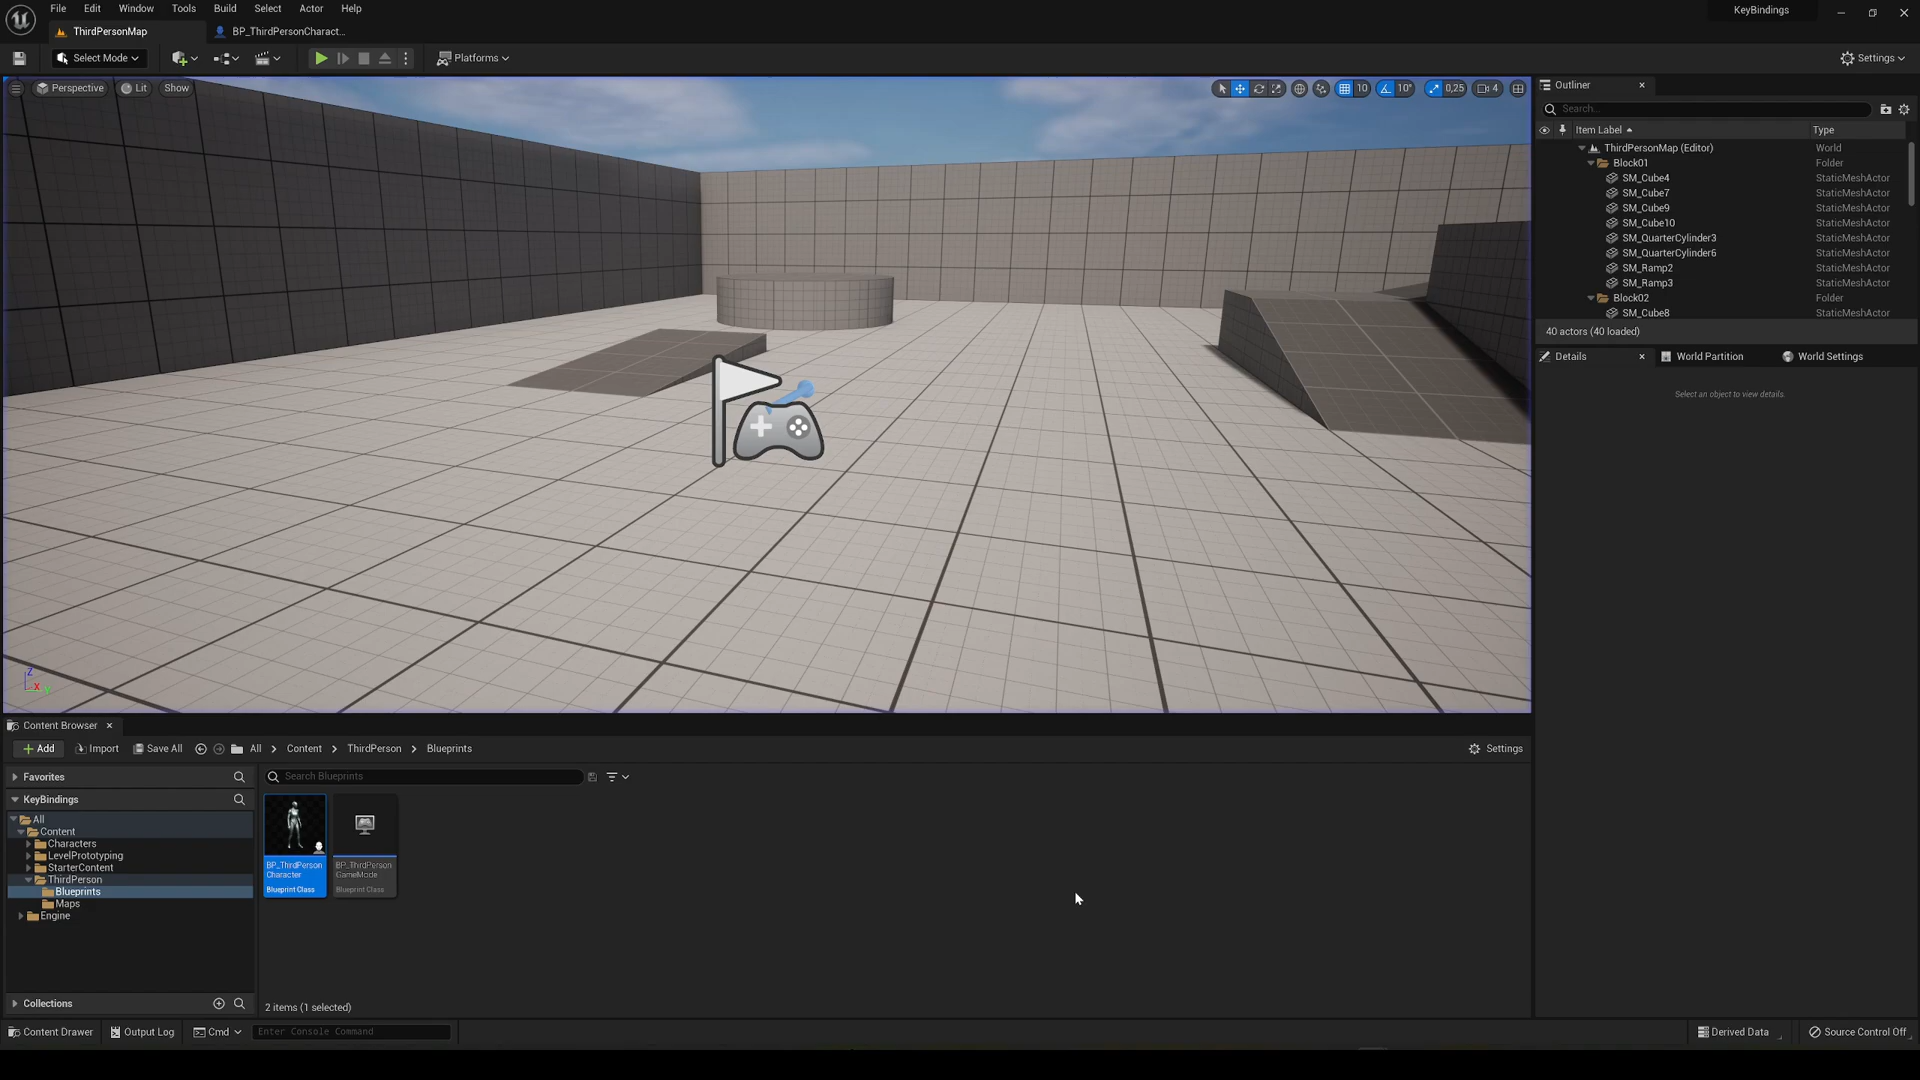 File Edit Window Tools Build Select Actor Help
KeyBindings
ThirdPersonMap
BP_ThirdPersonCharact...
Select Mode
Platforms
Settings
Perspective
Lit
Show
10
10°
0,25
4
Outliner
Search...
Item Label
Type
ThirdPersonMap (Editor) World
Block01 Folder
SM_Cube4 StaticMeshActor
SM_Cube7 StaticMeshActor
SM_Cube9 StaticMeshActor
SM_Cube10 StaticMeshActor
SM_QuarterCylinder3 StaticMeshActor
SM_QuarterCylinder6 StaticMeshActor
SM_Ramp2 StaticMeshActor
SM_Ramp3 StaticMeshActor
Block02 Folder
SM_Cube8 StaticMeshActor
40 actors (40 loaded)
Details
World Partition
World Settings
Select an object to view details.
Z
X
Y
Content Browser
Add
Import
Save All
All > Content > ThirdPerson > Blueprints
Settings
Favorites
Search Blueprints
KeyBindings
All
Content
Characters
LevelPrototyping
StarterContent
ThirdPerson
Blueprints
Maps
Engine
BP_ThirdPerson
Character
Blueprint Class
BP_ThirdPerson
GameMode
Blueprint Class
Collections
2 items (1 selected)
Content Drawer
Output Log
Cmd
Enter Console Command
Derived Data
Source Control Off